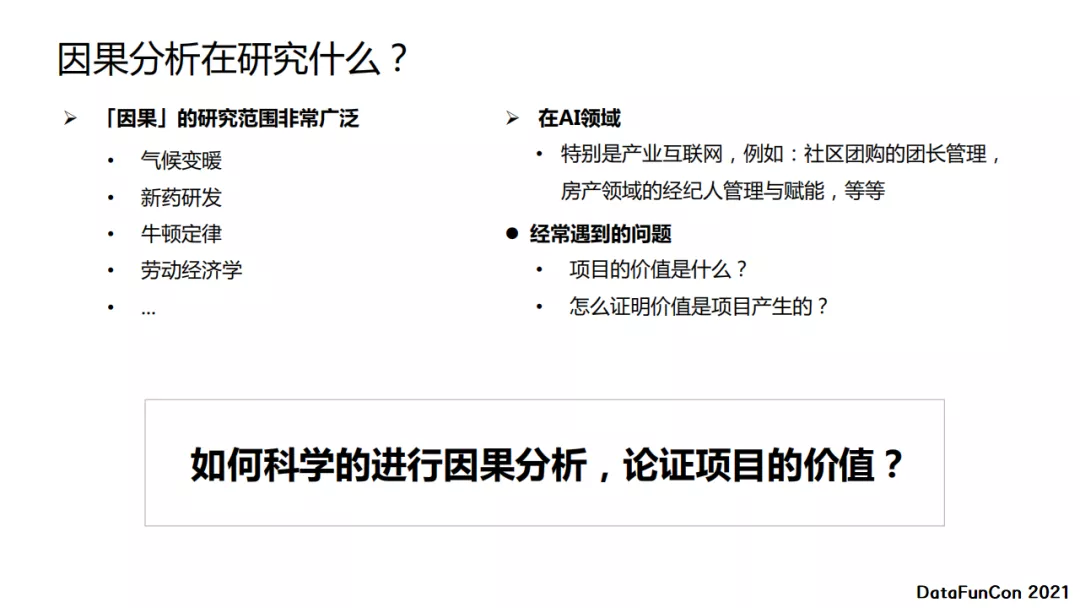 因果分析在研究什么？
「因果」的研究范围非常广泛
气候变暖
新药研发
牛顿定律
劳动经济学
...
在AI领域
特别是产业互联网，例如：社区团购的团长管理，
房产领域的经纪人管理与赋能，等等
经常遇到的问题
项目的价值是什么？
怎么证明价值是项目产生的？
如何科学的进行因果分析，论证项目的价值？
DataFunCon 2021